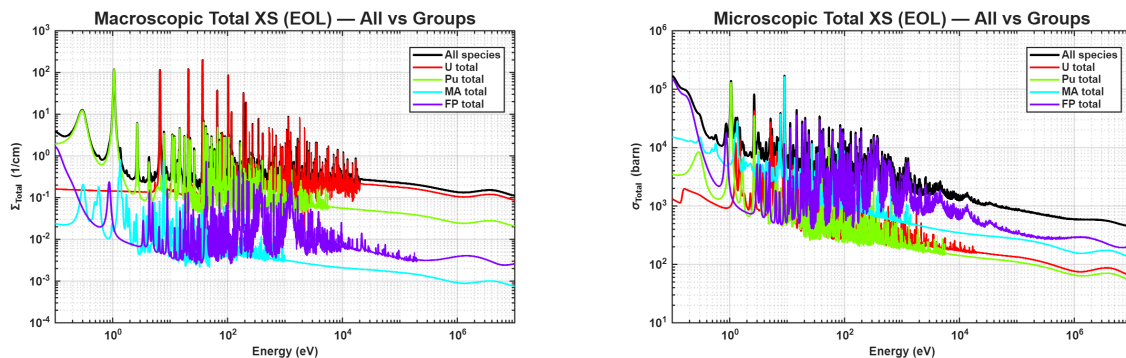 Macroscopic Total XS (EOL) — All vs Groups
10^3
10^2
10^1
10^0
10^-1
10^-2
10^-3
10^-4
Σ_Total (1/cm)
All species
U total
Pu total
MA total
FP total
10^0 10^2 10^4 10^6
Energy (eV)
Microscopic Total XS (EOL) — All vs Groups
10^6
10^5
10^4
10^3
10^2
10^1
σ_Total (barn)
All species
U total
Pu total
MA total
FP total
10^0 10^2 10^4 10^6
Energy (eV)